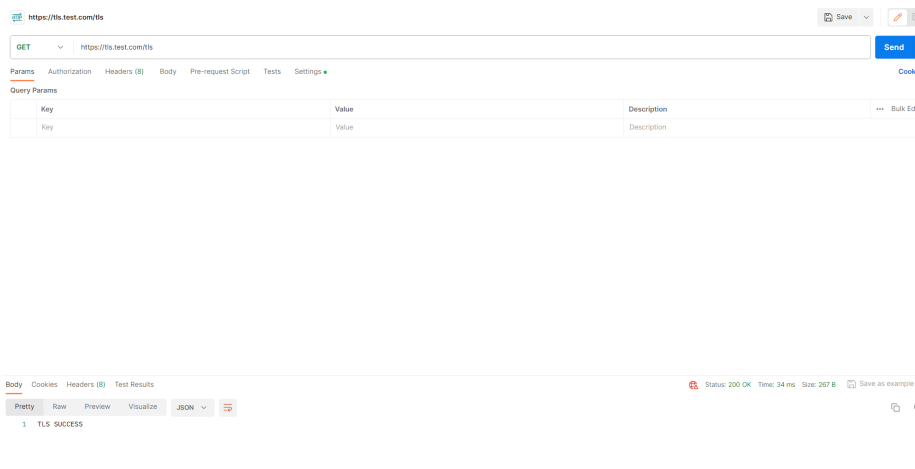 https://tls.test.com/tls Save
GET https://tls.test.com/tls Send
Params Authorization Headers (8) Body Pre-request Script Tests Settings
Query Params
Key Value Description Bulk Ed
Key Value Description
Body Cookies Headers (8) Test Results Status: 200 OK Time: 34 ms Size: 267 B Save as example
Pretty Raw Preview Visualize JSON
1 TLS SUCCESS